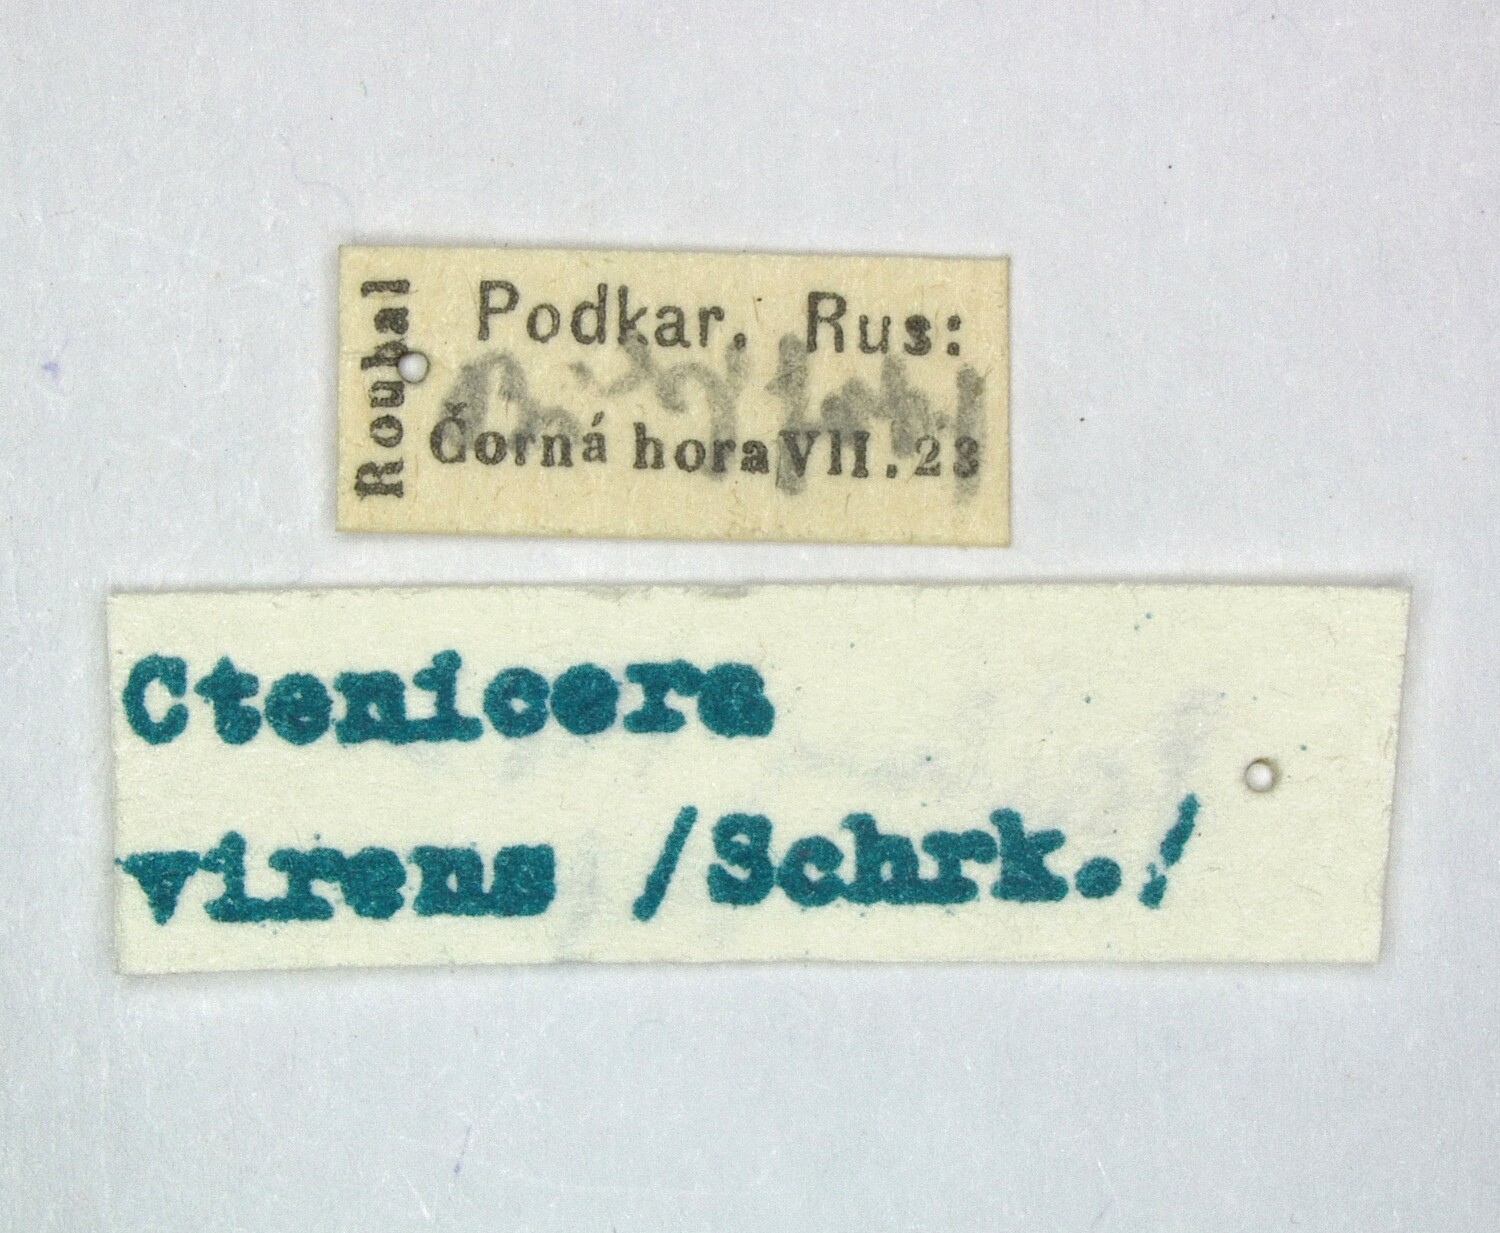 Roubal
Podkar. Rus:
Čorná hora VII.23
Ctenicera
virens /Schrk./